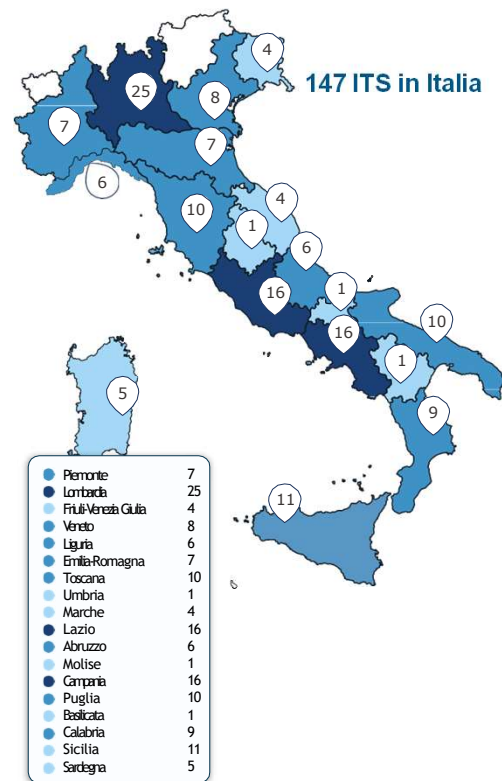 4
147 ITS in Italia
25
8
7
7
6
4
10
1
6
16
1
16
10
1
5
9
11
Piemonte 7
Lombardia 25
Friuli-Venezia Giulia 4
Veneto 8
Liguria 6
Emilia-Romagna 7
Toscana 10
Umbria 1
Marche 4
Lazio 16
Abruzzo 6
Molise 1
Campania 16
Puglia 10
Basilicata 1
Calabria 9
Sicilia 11
Sardegna 5